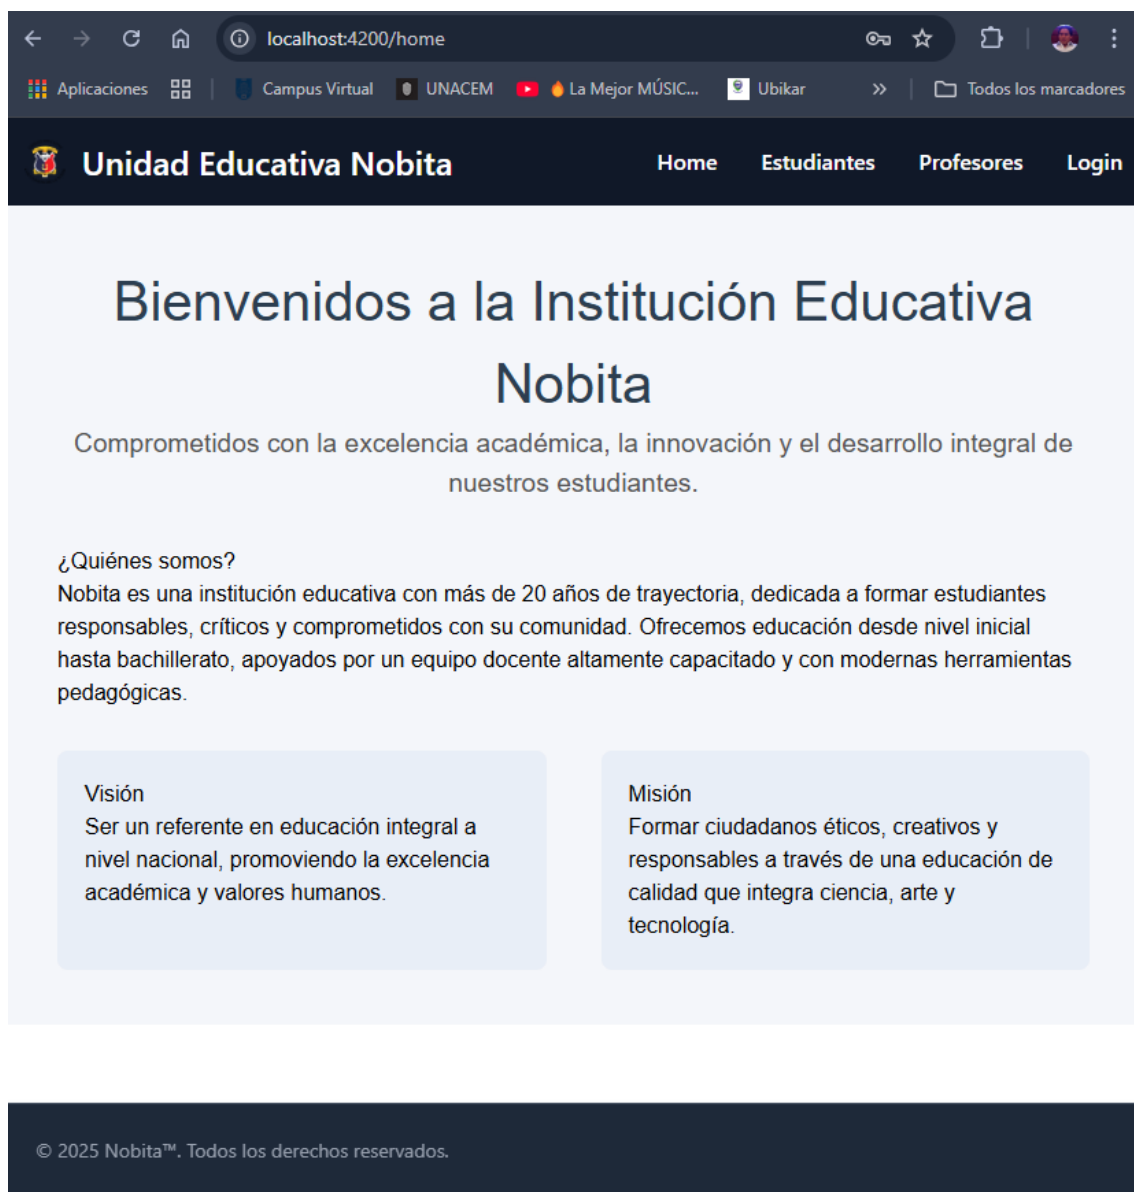 localhost:4200/home
Aplicaciones Campus Virtual UNACEM La Mejor MÚSIC... Ubikar » Todos los marcadores
Unidad Educativa Nobita Home Estudiantes Profesores Login
Bienvenidos a la Institución Educativa
Nobita
Comprometidos con la excelencia académica, la innovación y el desarrollo integral de
nuestros estudiantes.
¿Quiénes somos?
Nobita es una institución educativa con más de 20 años de trayectoria, dedicada a formar estudiantes
responsables, críticos y comprometidos con su comunidad. Ofrecemos educación desde nivel inicial
hasta bachillerato, apoyados por un equipo docente altamente capacitado y con modernas herramientas
pedagógicas.
Visión
Ser un referente en educación integral a
nivel nacional, promoviendo la excelencia
académica y valores humanos.
Misión
Formar ciudadanos éticos, creativos y
responsables a través de una educación de
calidad que integra ciencia, arte y
tecnología.
© 2025 Nobita™. Todos los derechos reservados.